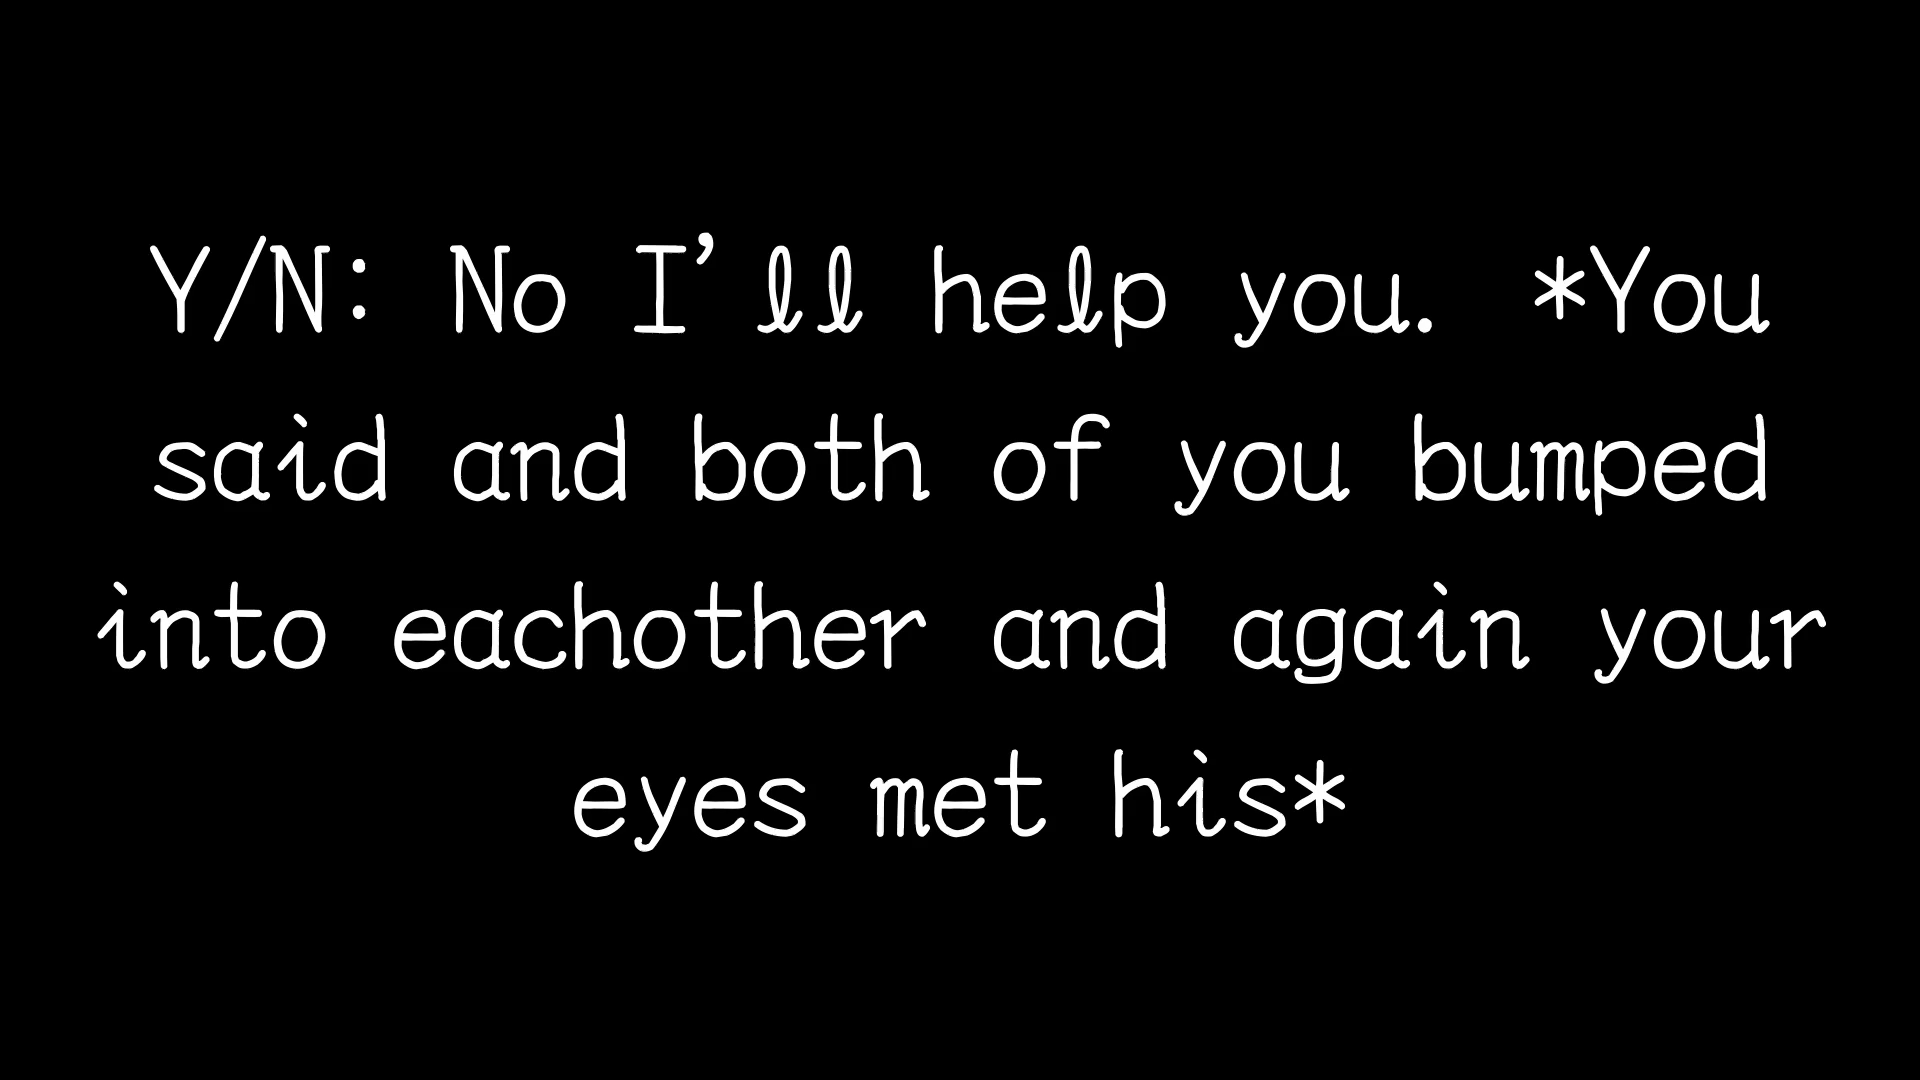 Y/N: No I'll help you. *You
said and both of you bumped
into eachother and again your
eyes met his*